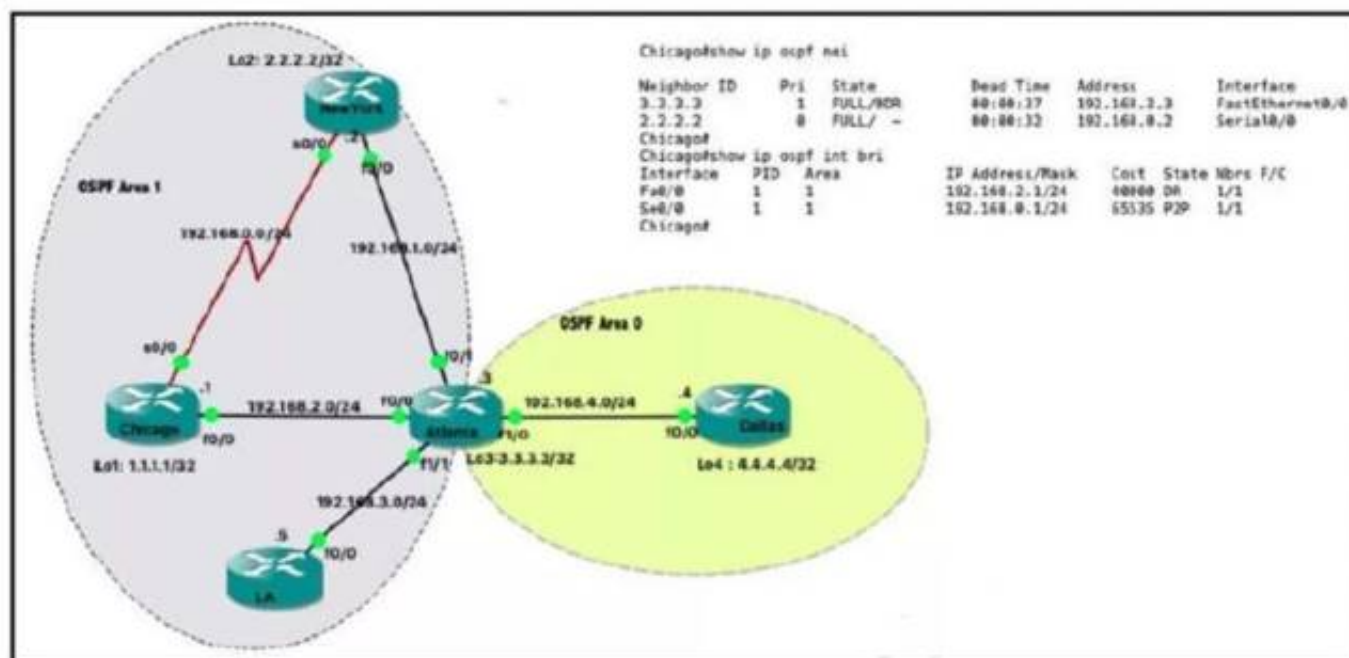 Chicago#show ip ospf nei
Neighbor ID Pri State Dead Time Address Interface
3.3.3.3 1 FULL/BDR 00:00:37 192.168.2.3 FastEthernet0/0
2.2.2.2 0 FULL/ - 00:00:32 192.168.0.2 Serial0/0
Chicago#
Chicago#show ip ospf int bri
Interface PID Area IP Address/Mask Cost State Nbrs F/C
Fa0/0 1 1 192.168.2.1/24 40000 DR 1/1
Se0/0 1 1 192.168.0.1/24 65535 P2P 1/1
Chicago#
Lo2: 2.2.2.2/32
NewYork
.2
s0/0
f1/0
OSPF Area 1
192.168.0.0/24
192.168.1.0/24
OSPF Area 0
s0/0
f0/1
.1
.3
.4
192.168.2.0/24
f0/0
192.168.4.0/24
Chicago
f0/0
Atlanta
f1/0
f0/0
Dallas
Lo1: 1.1.1.1/32
f1/1
Lo3:3.3.3.3/32
Lo4 : 4.4.4.4/32
192.168.3.0/24
.5
f0/0
LA